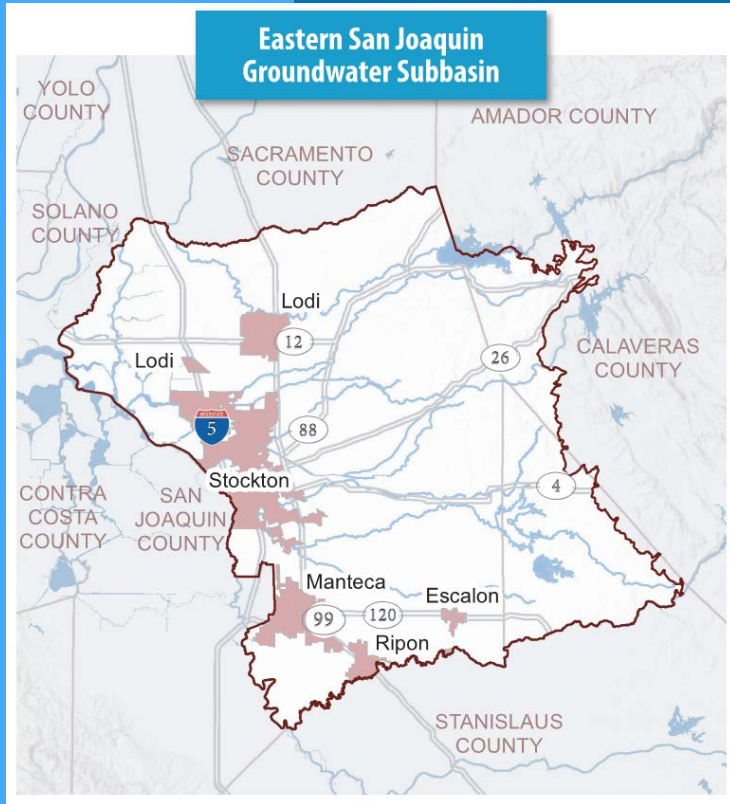 Eastern San Joaquin
Groundwater Subbasin
YOLO
COUNTY
AMADOR COUNTY
SACRAMENTO
COUNTY
SOLANO
COUNTY
Lodi
12
Lodi
26
CALAVERAS
COUNTY
INTERSTATE
5
88
Stockton
4
CONTRA
COSTA
COUNTY
SAN
JOAQUIN
COUNTY
Manteca
Escalon
99
120
Ripon
STANISLAUS
COUNTY